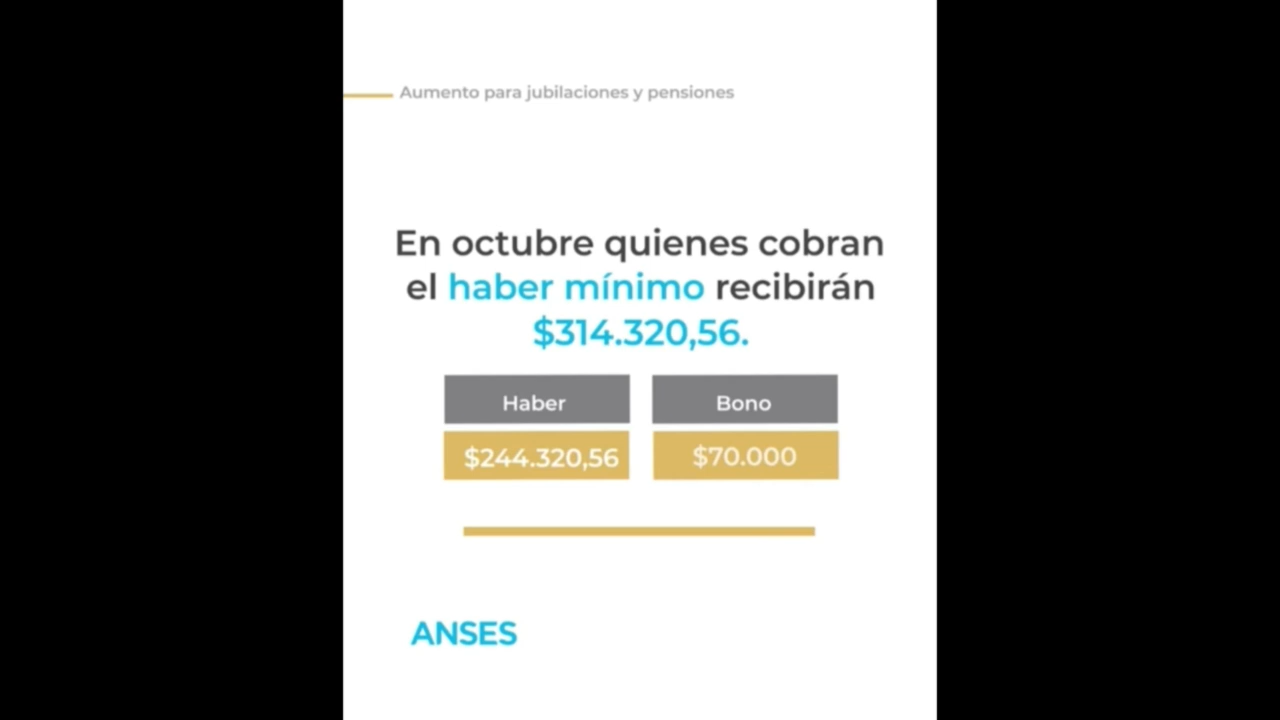 Aumento para jubilaciones y pensiones
En octubre quienes cobran
el haber mínimo recibirán
$314.320,56.
Haber Bono
$244.320,56 $70.000
ANSES